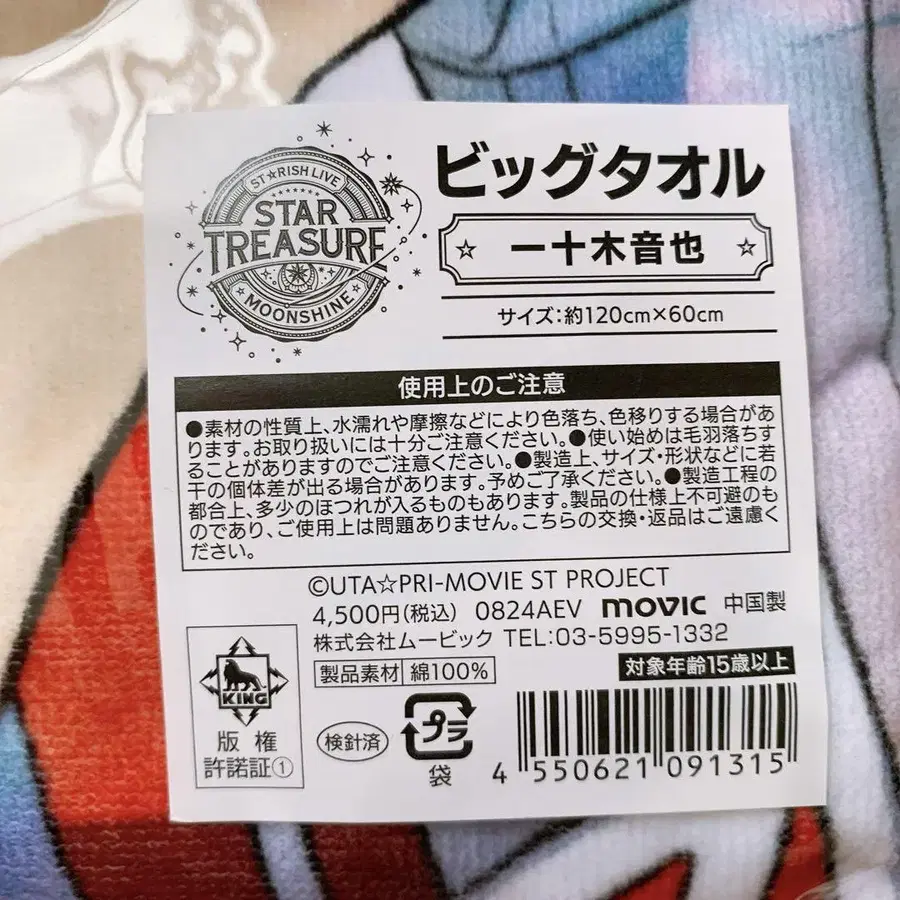 ST☆RISH LIVE
STAR
TREASURE
MOONSHINE
ビッグタオル
☆ 一十木音也 ☆
サイズ:約120cm×60cm
使用上のご注意
●素材の性質上、水濡れや摩擦などにより色落ち、色移りする場合があ
ります。お取り扱いには十分ご注意ください。●使い始めは毛羽落ちす
ることがありますのでご注意ください。●製造上、サイズ・形状などに若
干の個体差が出る場合があります。予めご了承ください。●製造工程の
都合上、多少のほつれが入るものもあります。製品の仕様上不可避のも
のであり、ご使用上は問題ありません。こちらの交換・返品はご遠慮く
ださい。
©UTA☆PRI-MOVIE ST PROJECT
4,500円(税込) 0824AEV movic 中国製
株式会社ムービック TEL:03-5995-1332
製品素材 綿100%
対象年齢15歳以上
KING
版権
許諾証①
検針済
プラ
袋
4 550621 091315